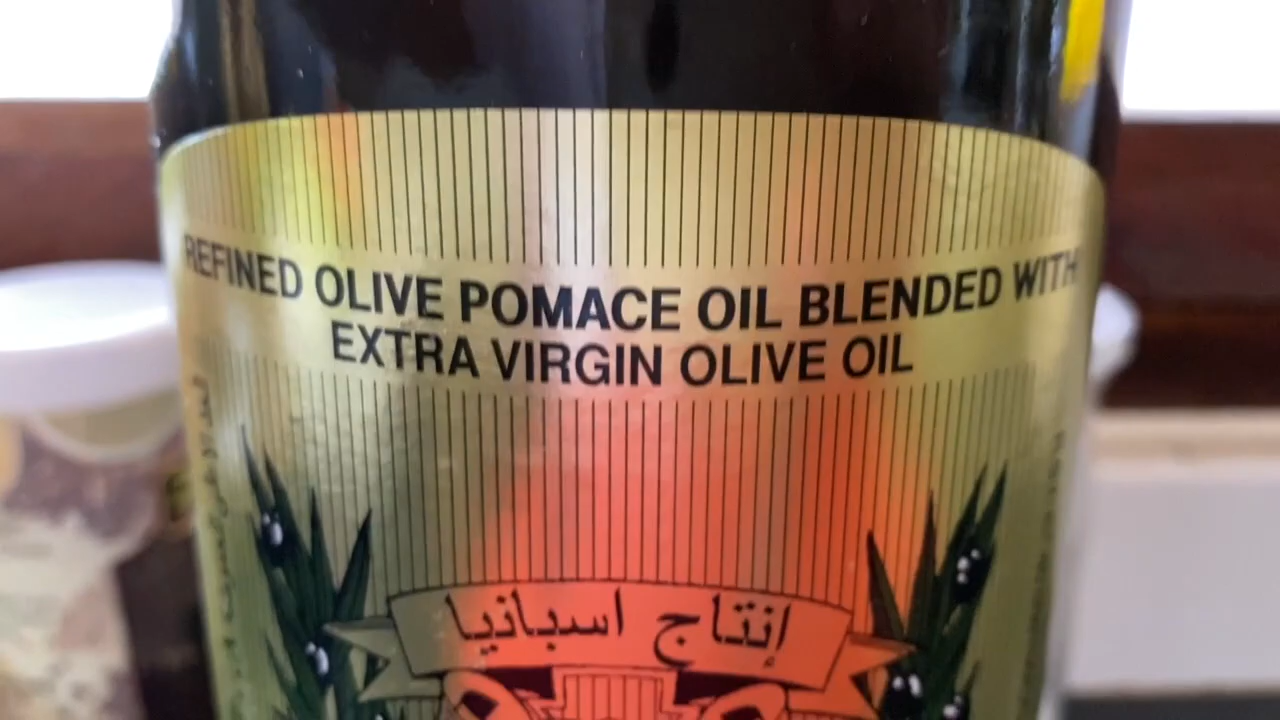 REFINED OLIVE POMACE OIL BLENDED WITH
EXTRA VIRGIN OLIVE OIL
إنتاج اسبانيا